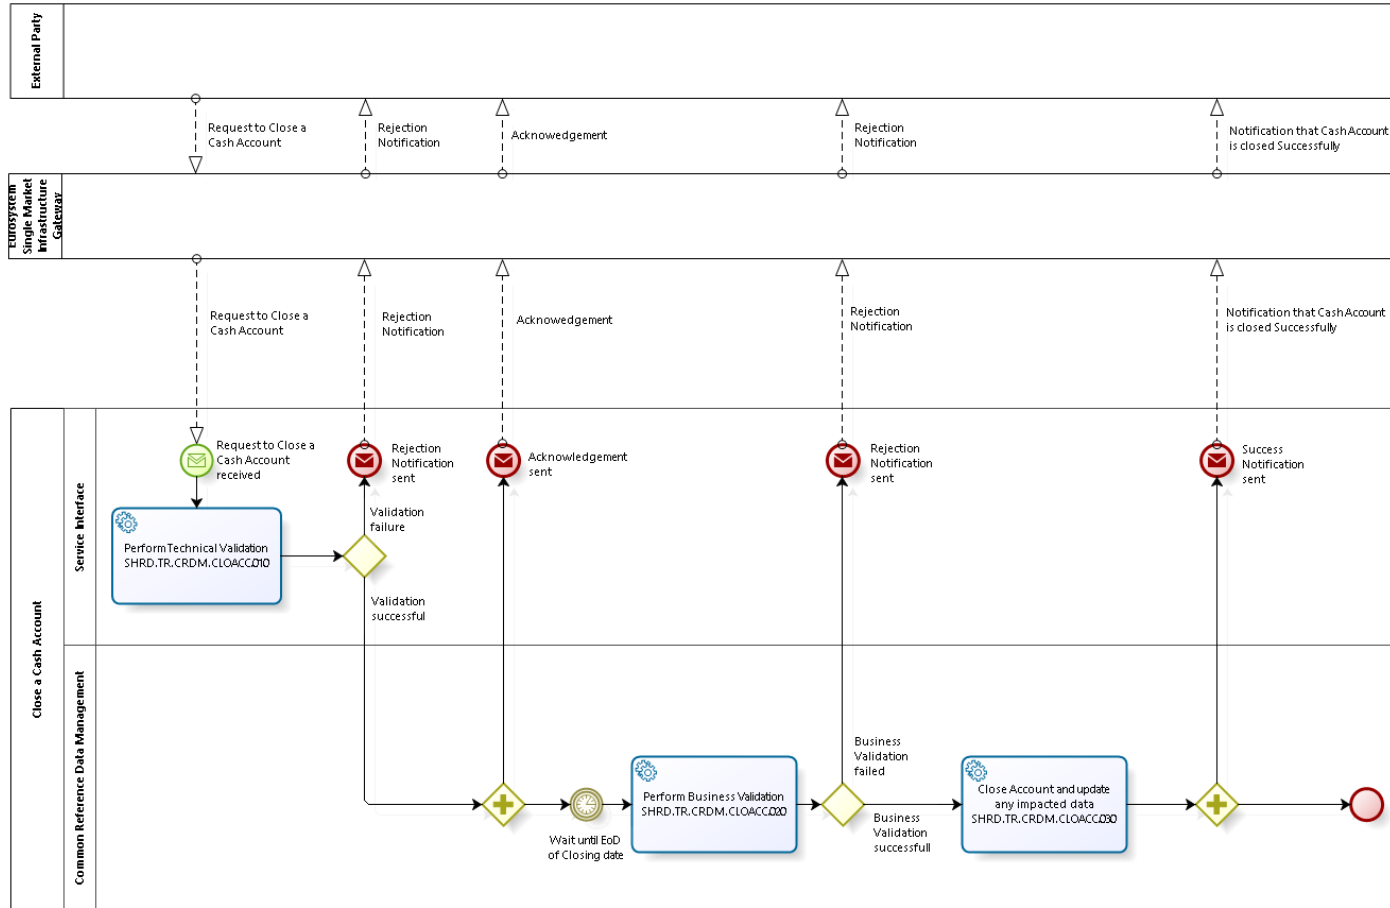 External Party
Request to Close a
Cash Account
Rejection
Notification
Acknowedgement
Rejection
Notification
Notification that Cash Account
is closed Successfully
Eurosystem
Single Market
Infrastructure
Gateway
Request to Close a
Cash Account
Rejection
Notification
Acknowedgement
Rejection
Notification
Notification that Cash Account
is closed Successfully
Close a Cash Account
Service Interface
Request to Close a
Cash Account
received
Rejection
Notification
sent
Acknowledgement
sent
Rejection
Notification
sent
Success
Notification
sent
Validation
failure
Perform Technical Validation
SHRD.TR.CRDM.CLOACC.010
Validation
successful
Common Reference Data Management
Business
Validation
failed
Perform Business Validation
SHRD.TR.CRDM.CLOACC.020
Close Account and update
any impacted data
SHRD.TR.CRDM.CLOACC.030
Wait until EoD
of Closing date
Business
Validation
successfull